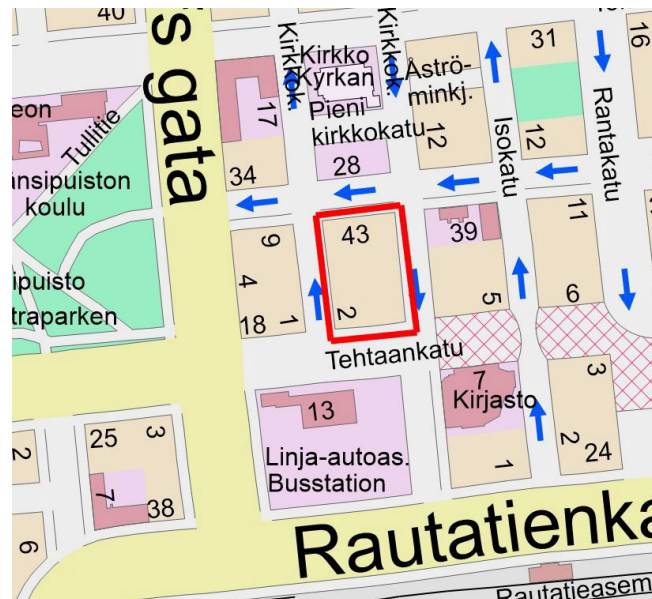 40
s gata
Kirkkok.
Kirkko
Kyrkan
Kirkkok.
Åströ-
minkj.
31
16
eon
Tullitie
17
Pieni
kirkkokatu
12
Isokatu
12
Rantakatu
änsipuiston
koulu
34
28
9
43
39
11
ipuisto
traparken
4
18
1
2
5
6
Tehtaankatu
7
Kirjasto
3
25
3
13
2
Linja-autoas.
Busstation
2
24
1
7
38
6
Rautatienka
Rautatieasem